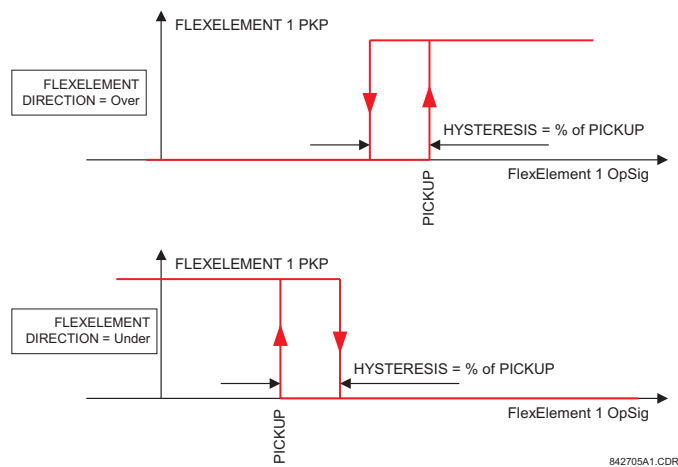 FLEXELEMENT 1 PKP
FLEXELEMENT
DIRECTION = Over
HYSTERESIS = % of PICKUP
FlexElement 1 OpSig
PICKUP
FLEXELEMENT 1 PKP
FLEXELEMENT
DIRECTION = Under
HYSTERESIS = % of PICKUP
FlexElement 1 OpSig
PICKUP
842705A1.CDR